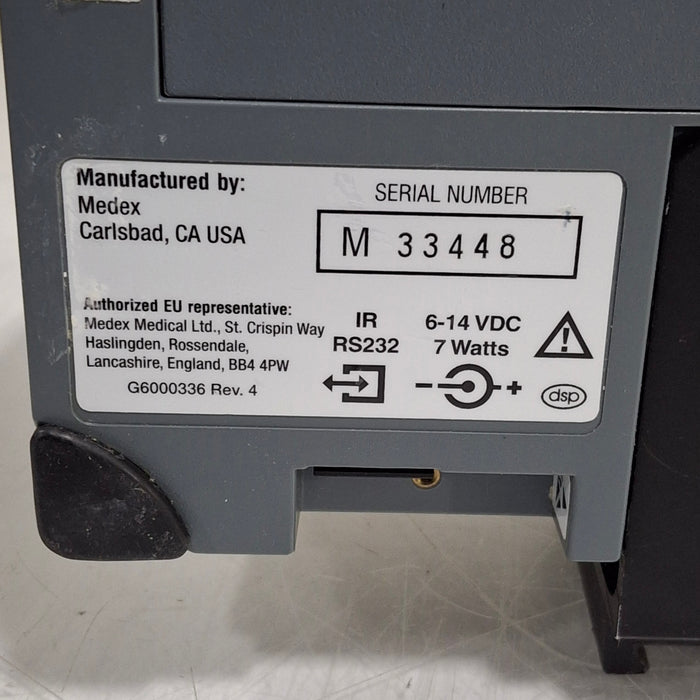 Manufactured by:
Medex
Carlsbad, CA USA
SERIAL NUMBER
M 33448
Authorized EU representative:
Medex Medical Ltd., St. Crispin Way
Haslingden, Rossendale,
Lancashire, England, BB4 4PW
G6000336 Rev. 4
IR
RS232
6-14 VDC
7 Watts
- +
!
dsp